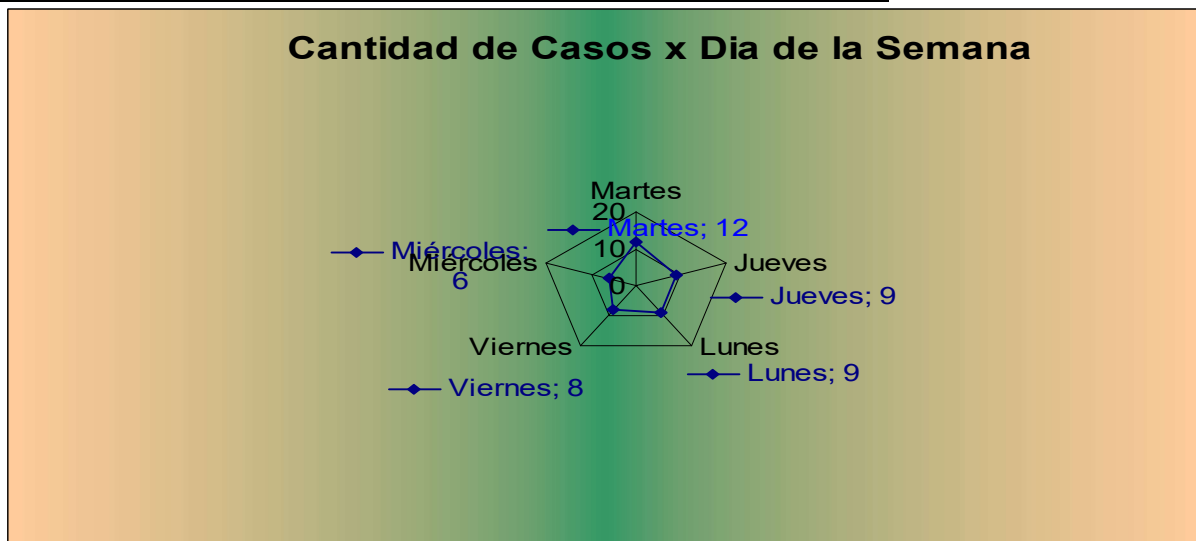 Cantidad de Casos x Dia de la Semana
Martes
20
Martes; 12
Miércoles;
6
10
Miércoles
Jueves
0
Jueves; 9
Viernes
Lunes
Lunes; 9
Viernes; 8